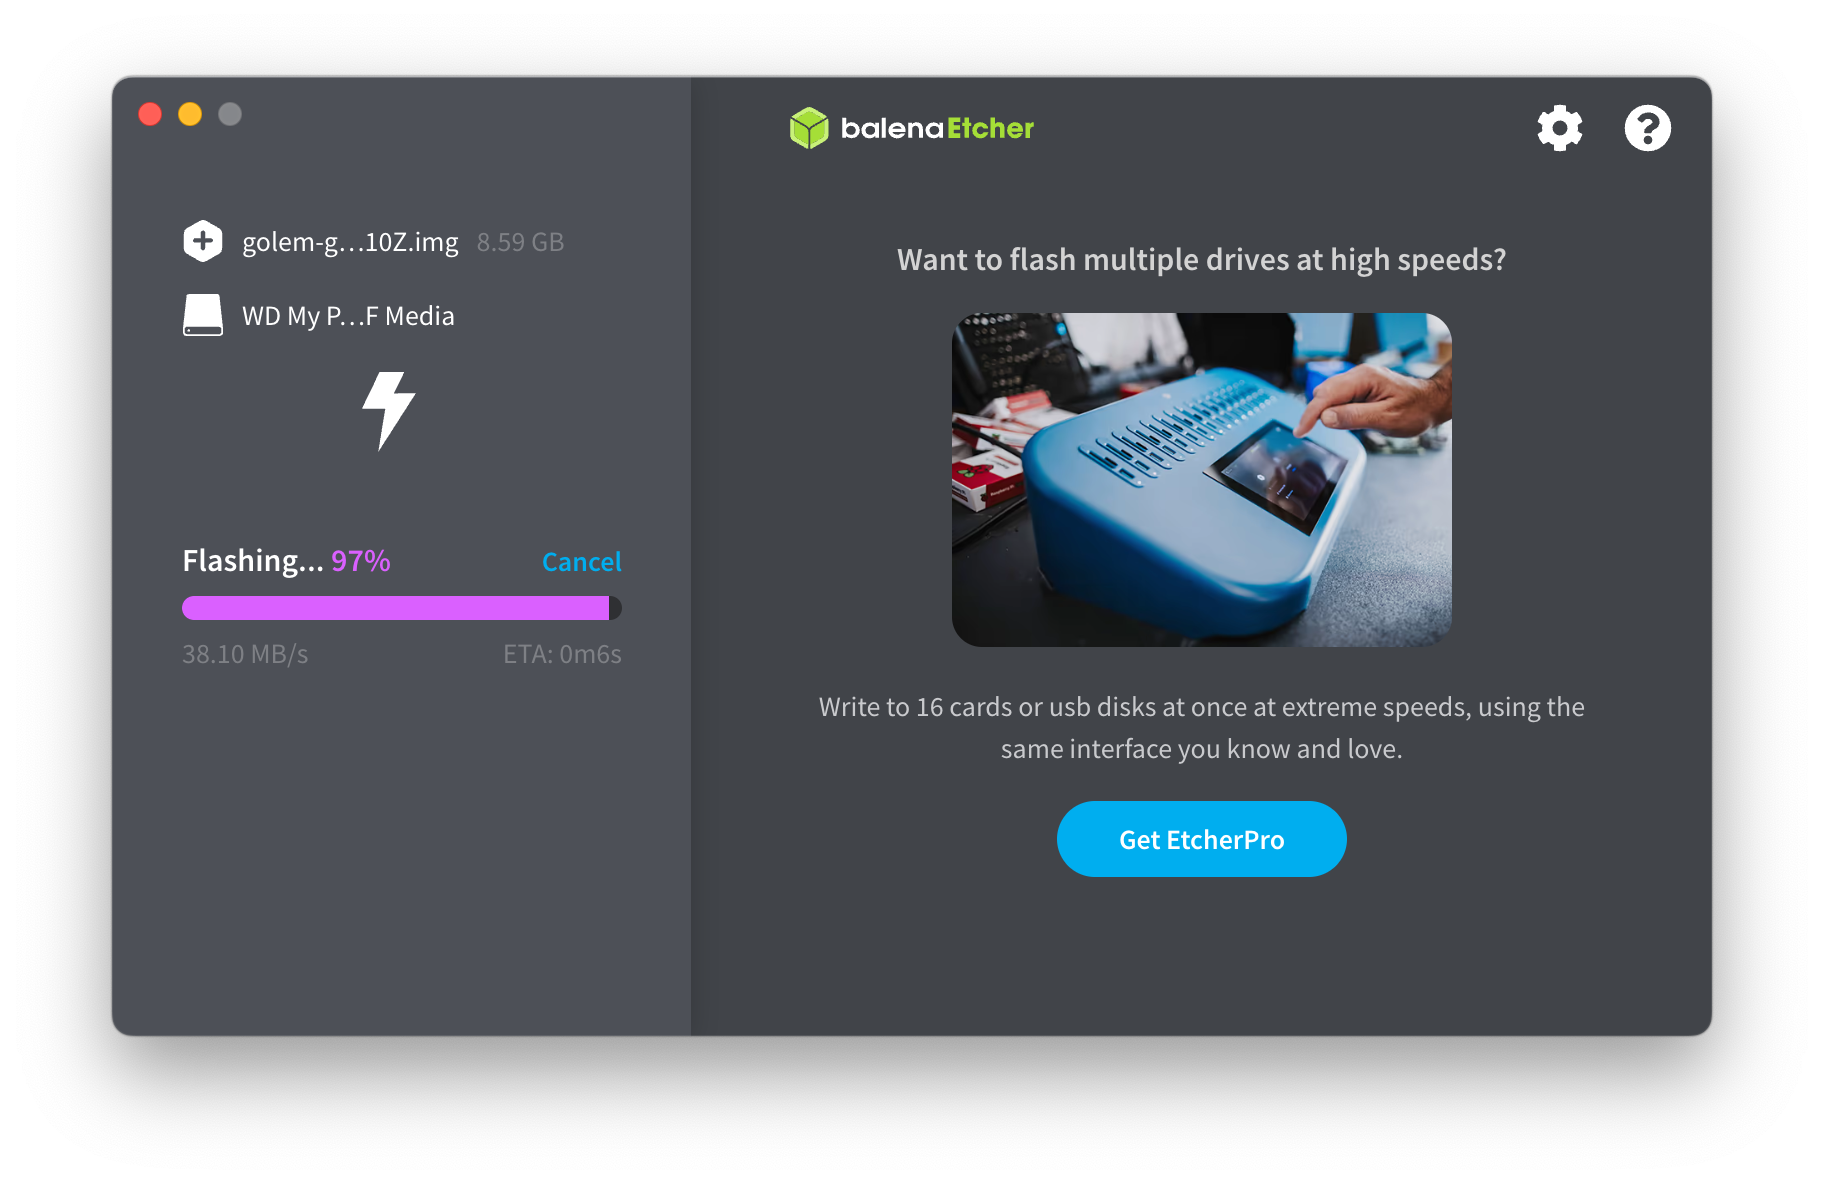 balenaEtcher
golem-g...10Z.img 8.59 GB
WD My P...F Media
Flashing... 97% Cancel
38.10 MB/s ETA: 0m6s
Want to flash multiple drives at high speeds?
Write to 16 cards or usb disks at once at extreme speeds, using the
same interface you know and love.
Get EtcherPro